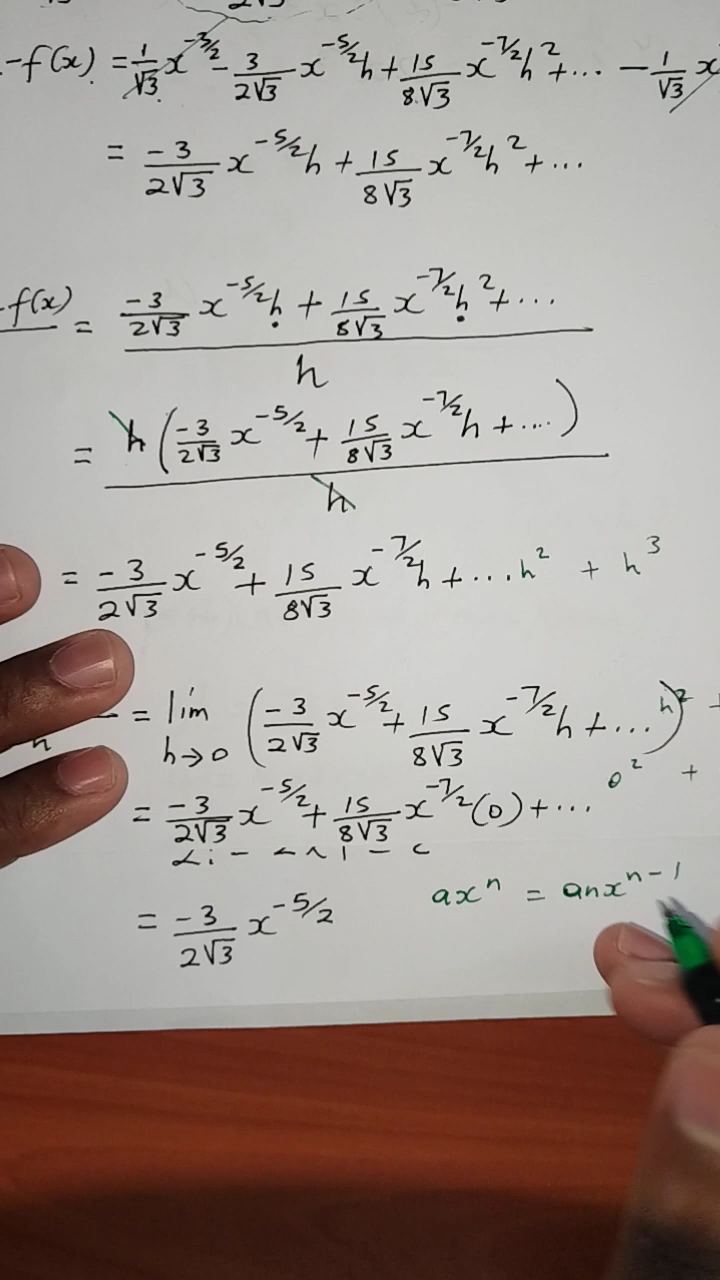 -f(x) = 1/√3 x^-3/2 - 3/2√3 x^-5/2 h + 15/8√3 x^-7/2 h^2 + ... - 1/√3 x
= -3/2√3 x^-5/2 h + 15/8√3 x^-7/2 h^2 + ...
-f(x) = (-3/2√3 x^-5/2 h + 15/8√3 x^-7/2 h^2 + ...)/h
= h(-3/2√3 x^-5/2 + 15/8√3 x^-7/2 h + ....)/h
= -3/2√3 x^-5/2 + 15/8√3 x^-7/2 h + ... h^2 + h^3
= lim h→0 (-3/2√3 x^-5/2 + 15/8√3 x^-7/2 h + ... h^2) +
= -3/2√3 x^-5/2 + 15/8√3 x^-7/2 (0) + ... 0^2 +
= -3/2√3 x^-5/2 ax^n = anx^n-1